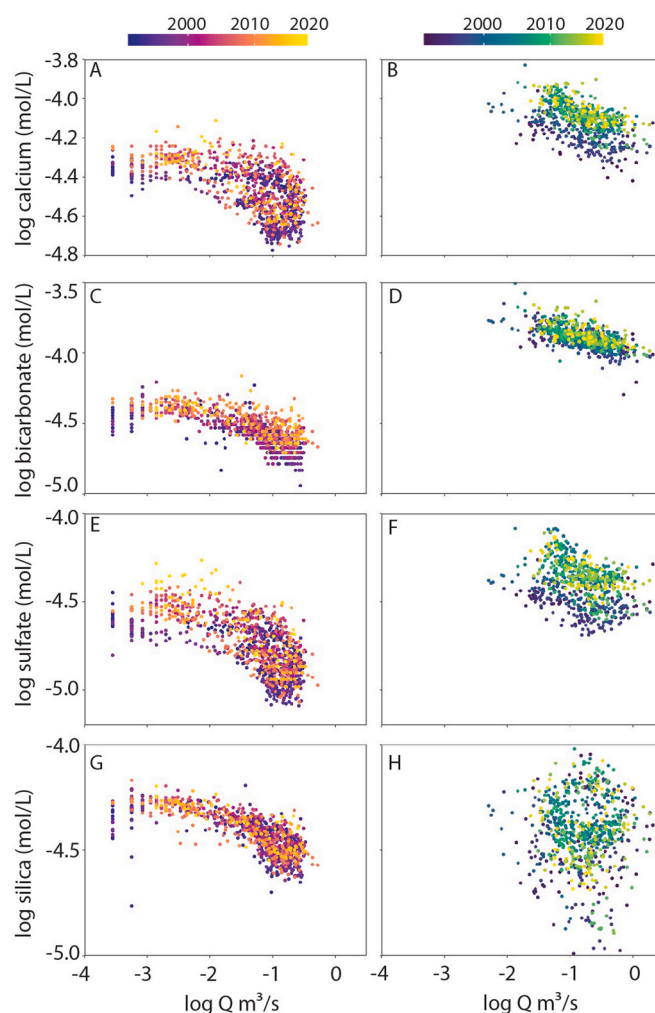 2000 2010 2020 2000 2010 2020
A B
-3.8
-4.0
-4.2
-4.4
-4.6
-4.8
log calcium (mol/L)
C D
-3.5
-4.0
-4.5
-5.0
log bicarbonate (mol/L)
E F
-4.0
-4.5
-5.0
log sulfate (mol/L)
G H
-4.0
-4.5
-5.0
log silica (mol/L)
-4 -3 -2 -1 0 -4 -3 -2 -1 0
log Q m³/s log Q m³/s